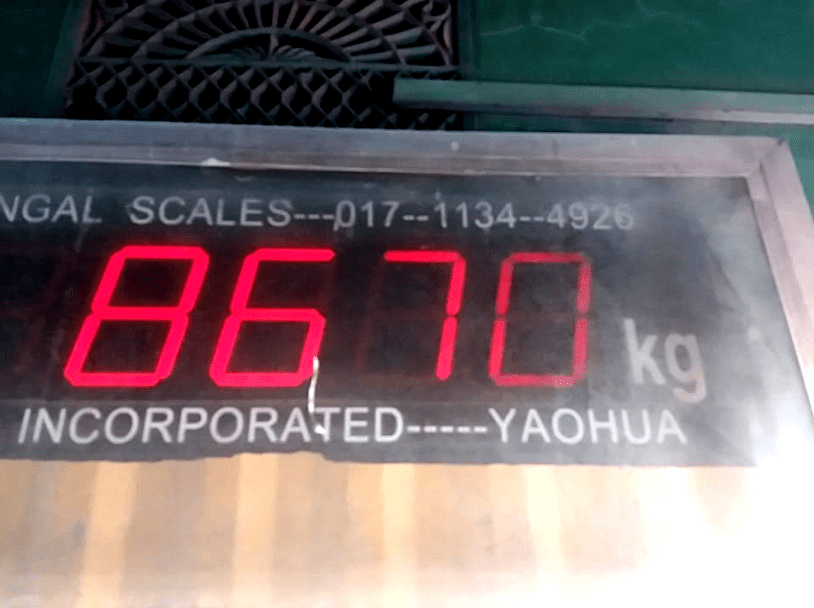 NGAL SCALES---017--1134--4926
8670 kg
INCORPORATED-----YAOHUA